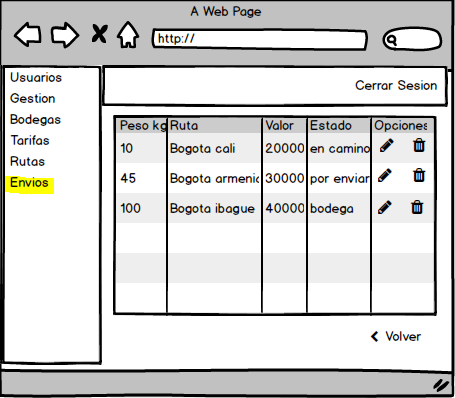 A Web Page
http://
Usuarios
Gestion
Bodegas
Tarifas
Rutas
Envios
Cerrar Sesion
Peso kg Ruta Valor Estado Opciones
10 Bogota cali 20000 en camino
45 Bogota armenia 30000 por enviar
100 Bogota ibague 40000 bodega
Volver